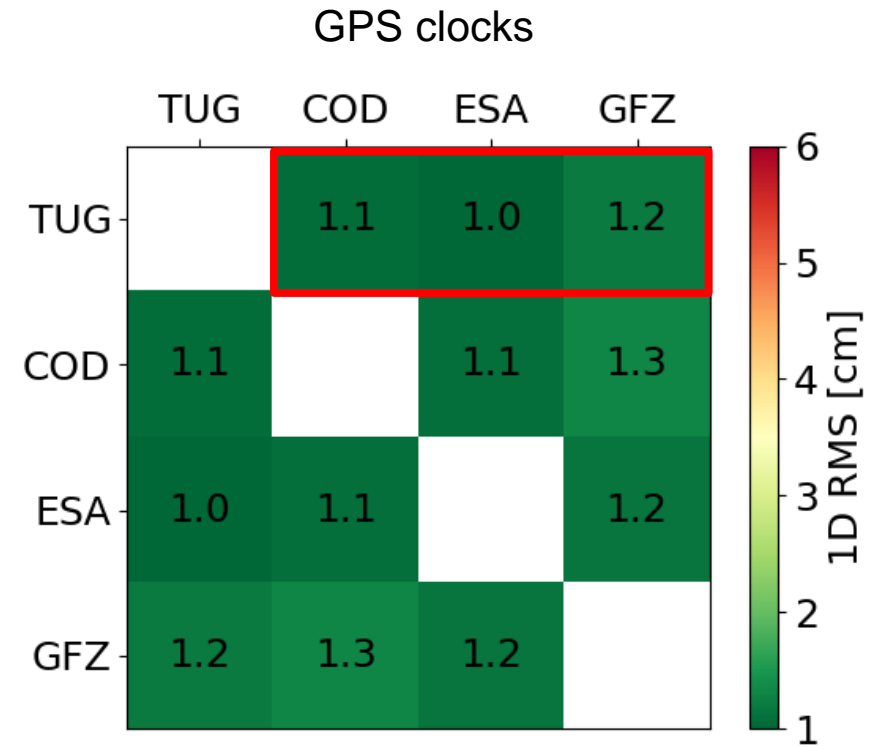 GPS clocks
TUG COD ESA GFZ
TUG 1.1 1.0 1.2
COD 1.1 1.1 1.3
ESA 1.0 1.1 1.2
GFZ 1.2 1.3 1.2
6
5
4
3
2
1
1D RMS [cm]